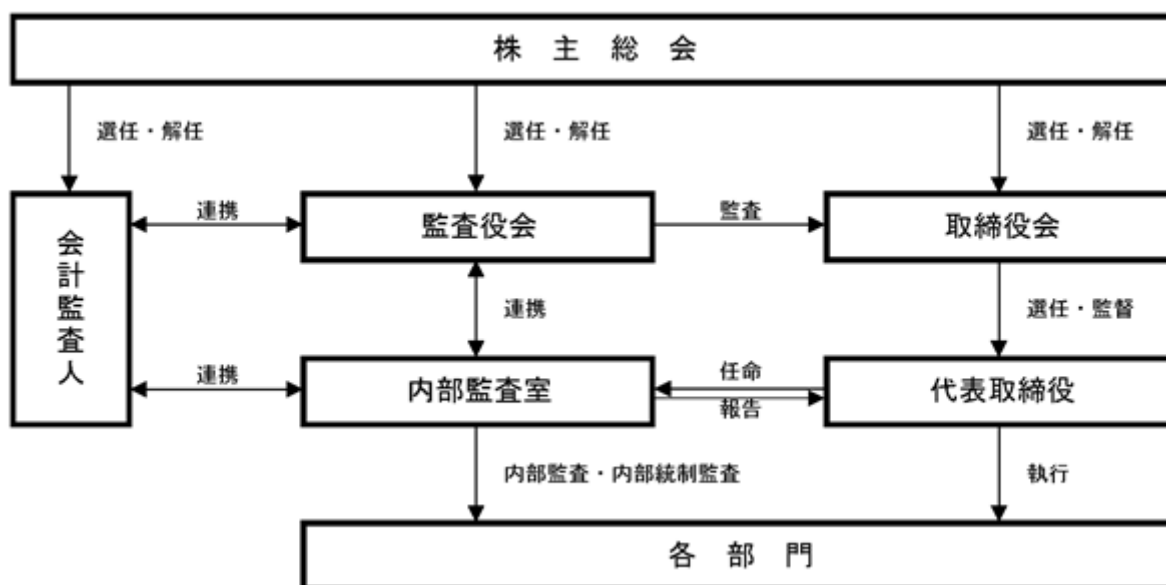 株主総会
選任・解任
選任・解任
選任・解任
会計監査人
連携
監査役会
監査
取締役会
連携
選任・監督
連携
内部監査室
任命
報告
代表取締役
内部監査・内部統制監査
執行
各部門